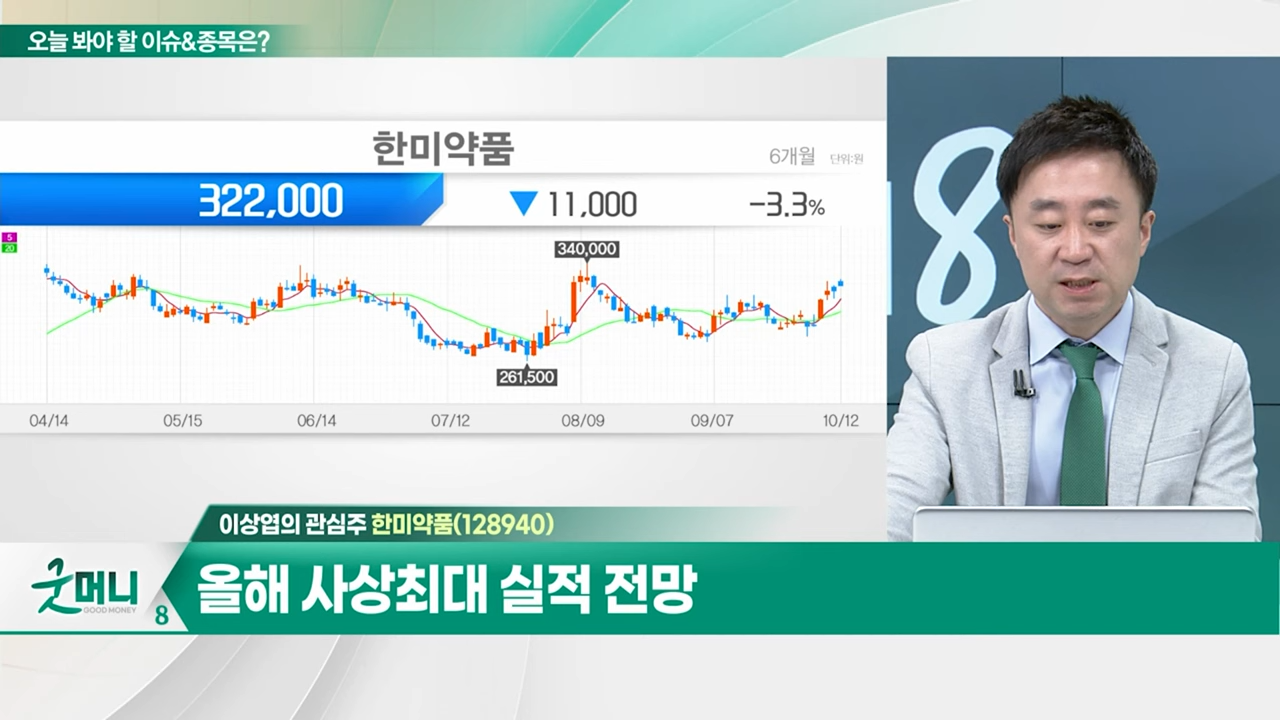 오늘 봐야 할 이슈&종목은?
한미약품
6개월 단위:원
322,000 ▼ 11,000 -3.3%
5
20
340,000
261,500
04/14 05/15 06/14 07/12 08/09 09/07 10/12
8
이상엽의 관심주 한미약품(128940)
굿머니
GOOD MONEY
8
올해 사상최대 실적 전망